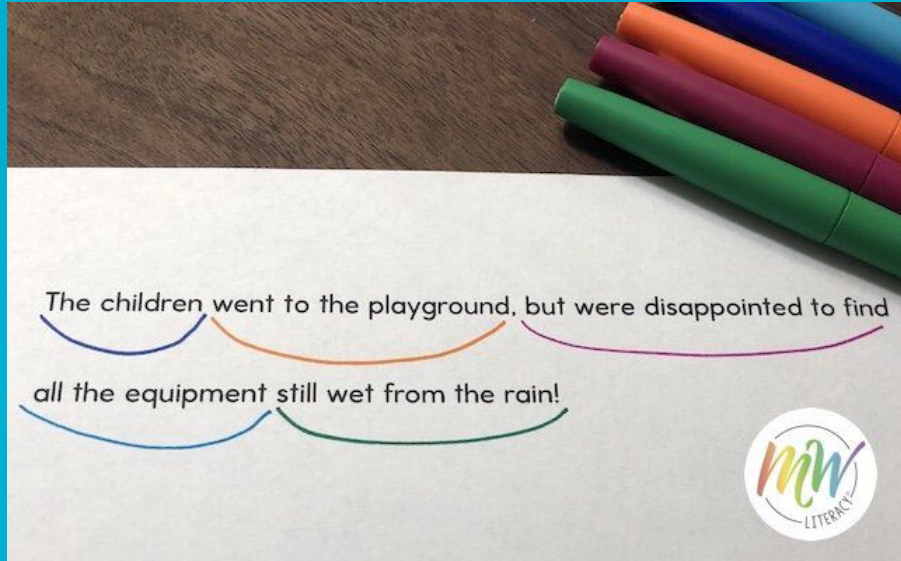 The children went to the playground, but were disappointed to find
all the equipment still wet from the rain!
MW
LITERACY